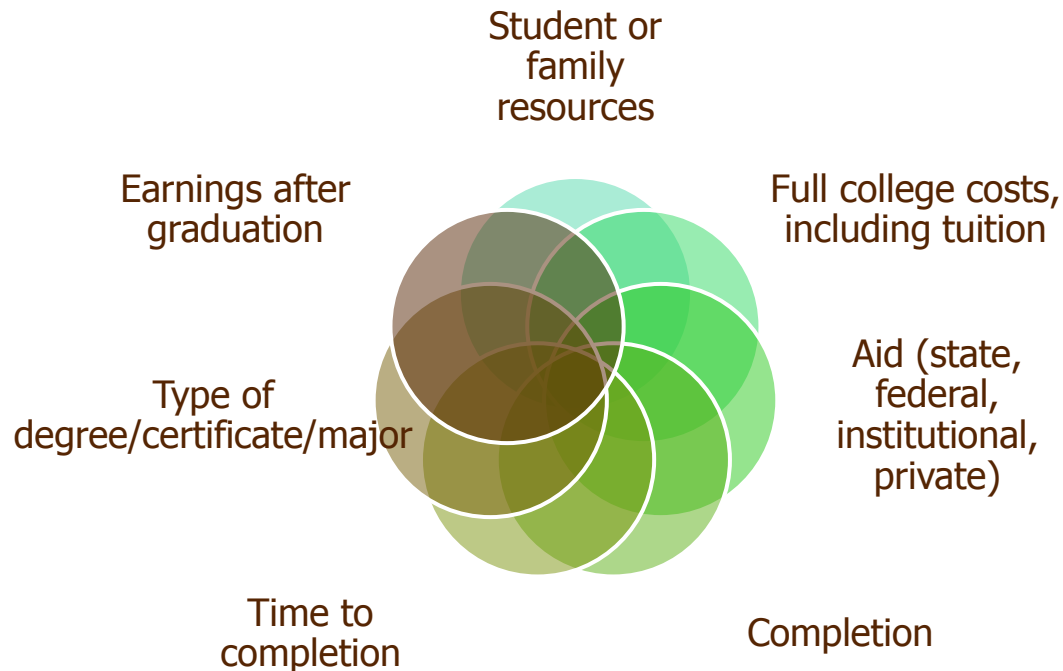 Student or
family
resources
Full college costs,
including tuition
Aid (state,
federal,
institutional,
private)
Completion
Time to
completion
Type of
degree/certificate/major
Earnings after
graduation